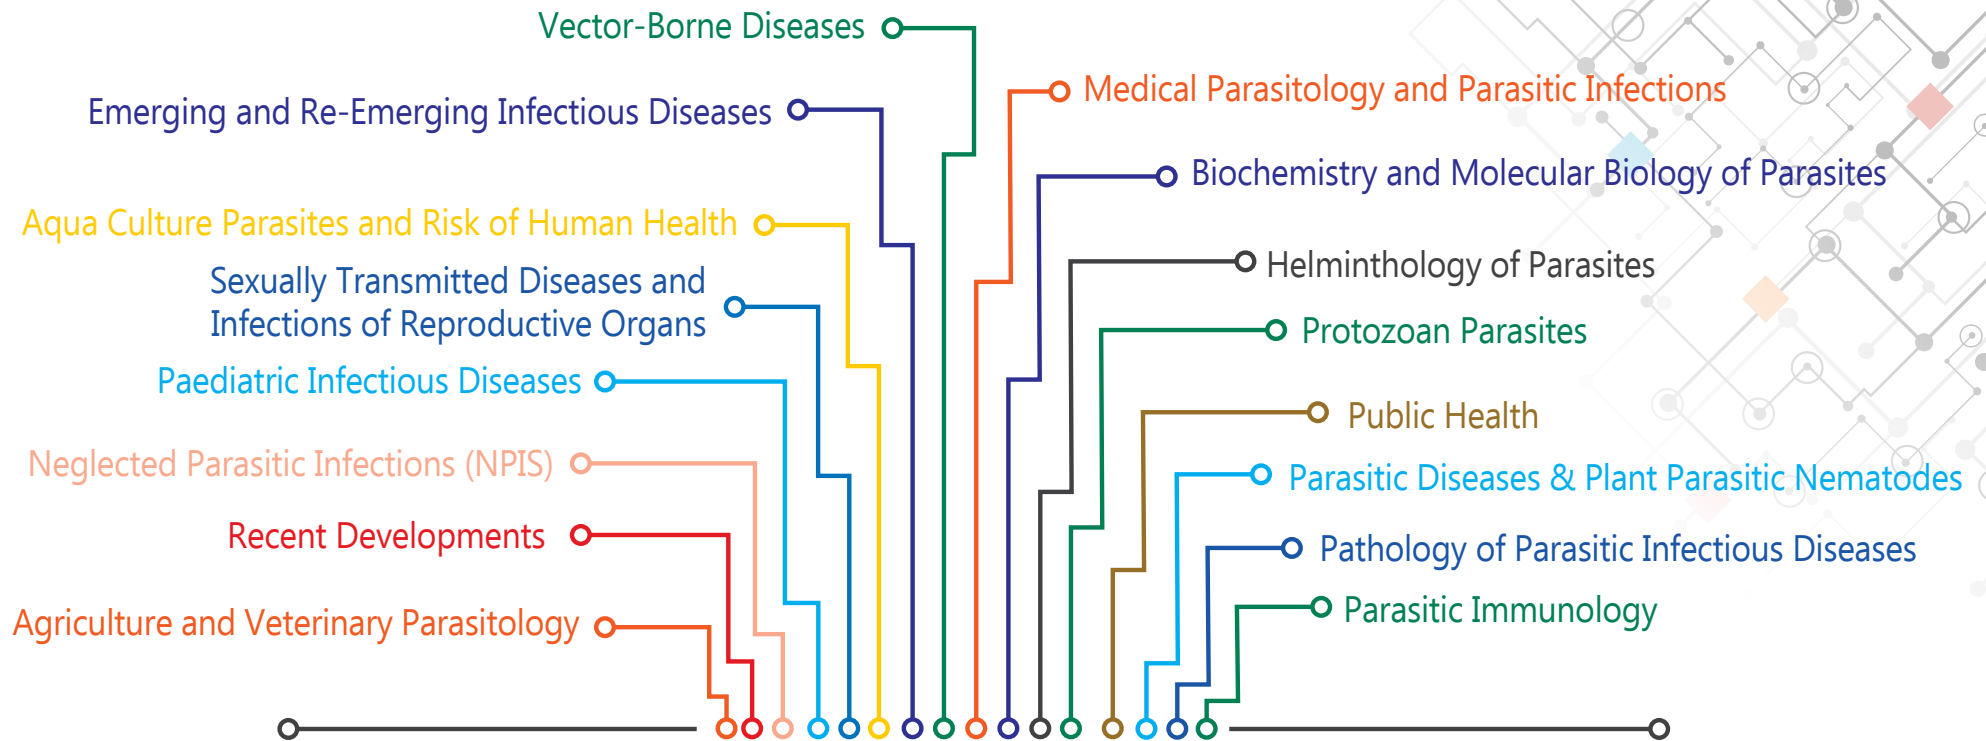 Vector-Borne Diseases
Emerging and Re-Emerging Infectious Diseases
Aqua Culture Parasites and Risk of Human Health
Sexually Transmitted Diseases and
Infections of Reproductive Organs
Paediatric Infectious Diseases
Neglected Parasitic Infections (NPIS)
Recent Developments
Agriculture and Veterinary Parasitology
Medical Parasitology and Parasitic Infections
Biochemistry and Molecular Biology of Parasites
Helminthology of Parasites
Protozoan Parasites
Public Health
Parasitic Diseases & Plant Parasitic Nematodes
Pathology of Parasitic Infectious Diseases
Parasitic Immunology